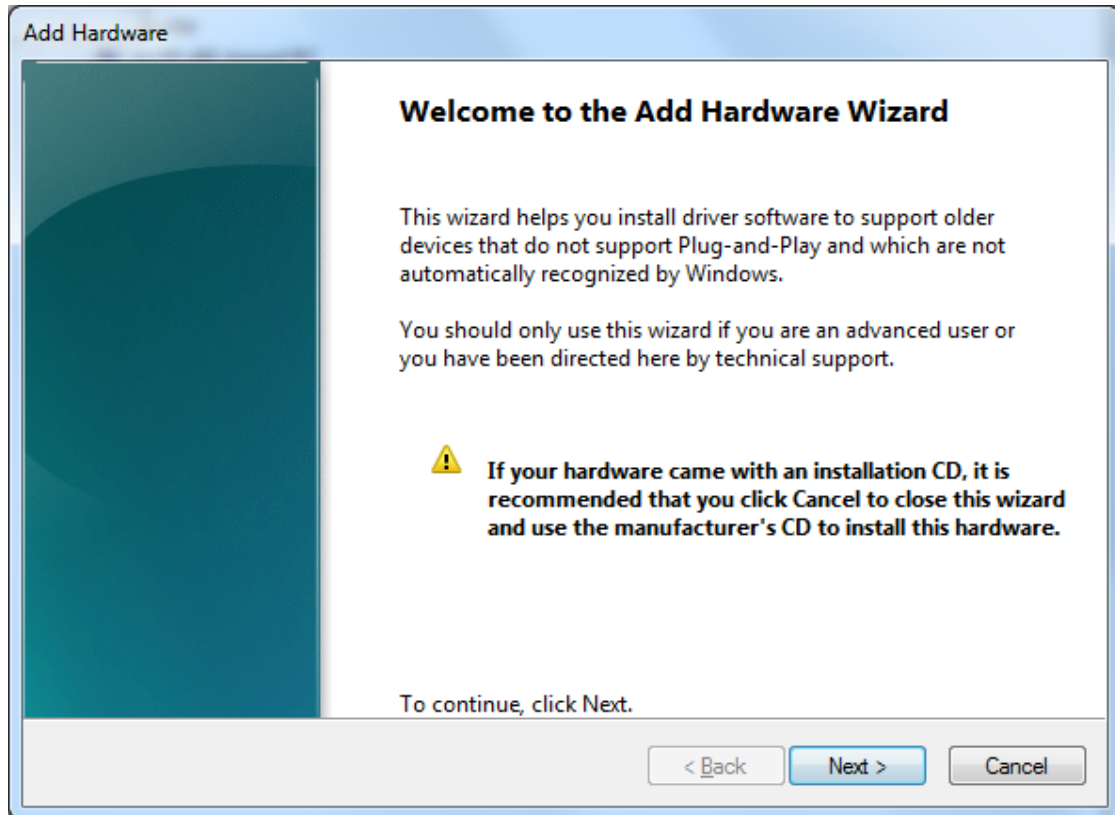 Add Hardware
Welcome to the Add Hardware Wizard
This wizard helps you install driver software to support older
devices that do not support Plug-and-Play and which are not
automatically recognized by Windows.
You should only use this wizard if you are an advanced user or
you have been directed here by technical support.
If your hardware came with an installation CD, it is
recommended that you click Cancel to close this wizard
and use the manufacturer's CD to install this hardware.
To continue, click Next.
< Back Next > Cancel